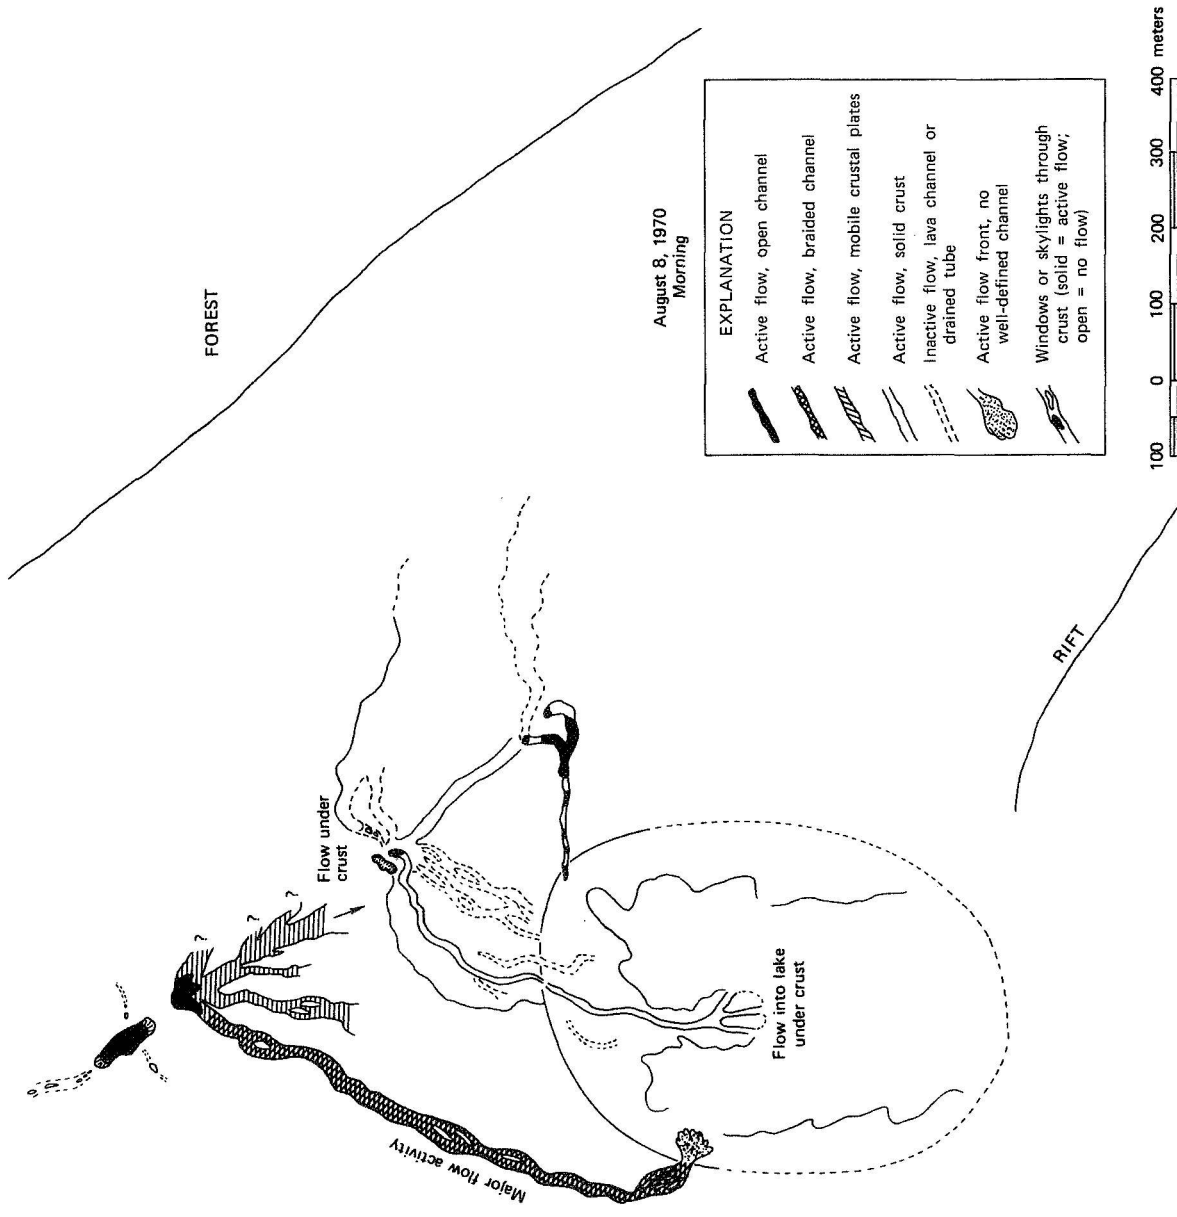 FOREST
August 8, 1970
Morning
EXPLANATION
Active flow, open channel
Active flow, braided channel
Active flow, mobile crustal plates
Active flow, solid crust
Inactive flow, lava channel or
drained tube
Active flow front, no
well-defined channel
Windows or skylights through
crust (solid = active flow;
open = no flow)
100 0 100 200 300 400 meters
RIFT
Flow under
crust
?
?
?
Major flow activity
Flow into lake
under crust